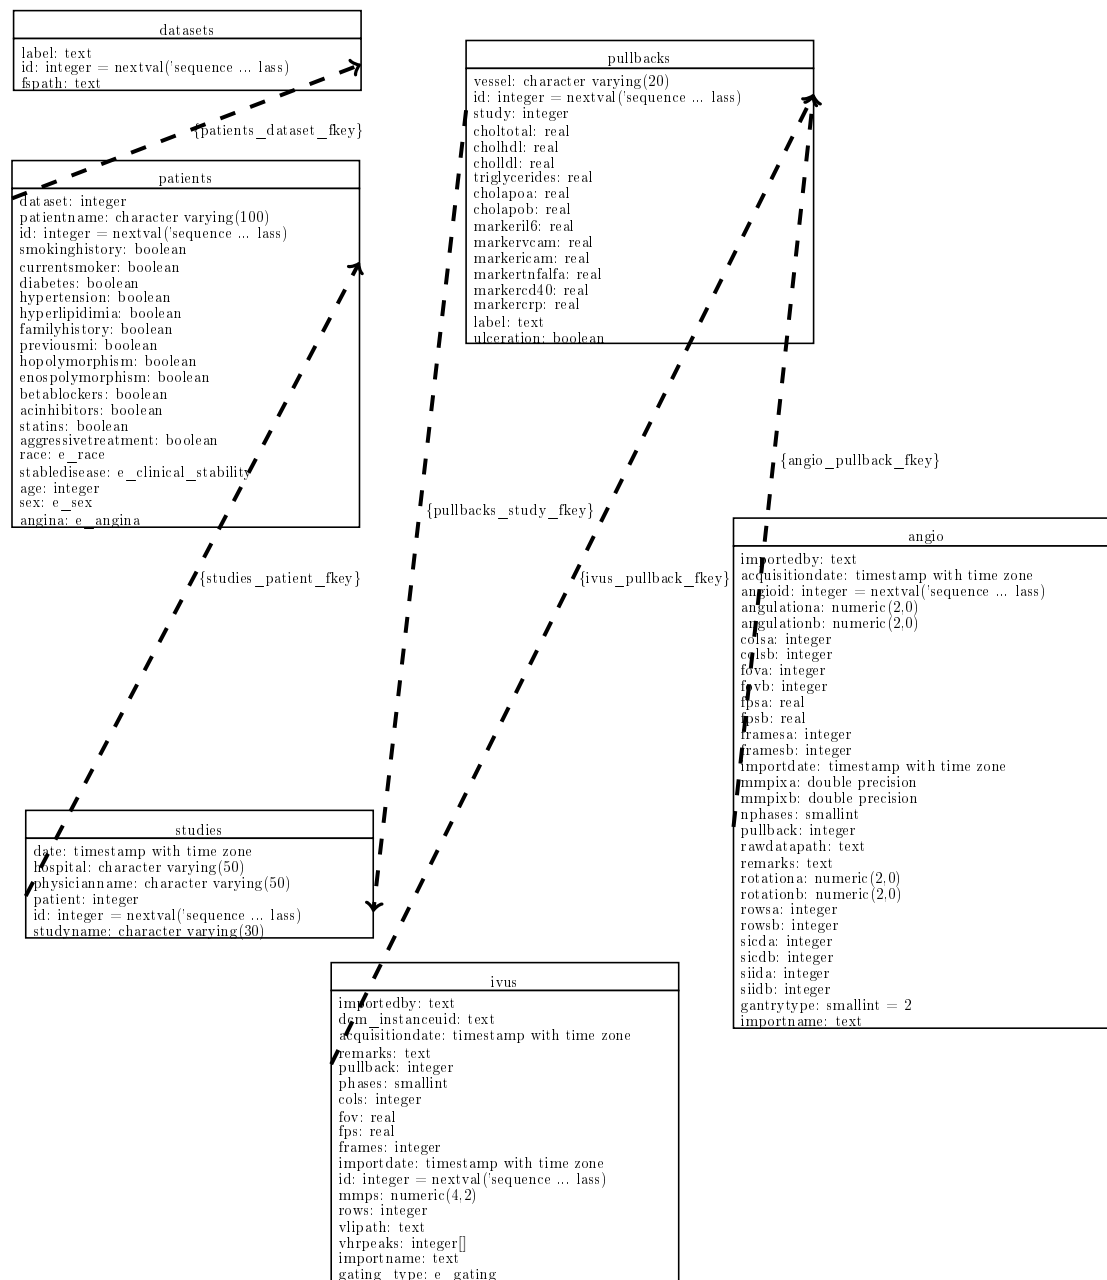 datasets
label: text
id: integer = nextval('sequence ... lass)
fspath: text
{patients_dataset_fkey}
patients
dataset: integer
patientname: character varying(100)
id: integer = nextval('sequence ... lass)
smokinghistory: boolean
currentsmoker: boolean
diabetes: boolean
hypertension: boolean
hyperlipidimia: boolean
familyhistory: boolean
previousmi: boolean
hopolymorphism: boolean
enospolymorphism: boolean
betablockers: boolean
acinhibitors: boolean
statins: boolean
aggressivetreatment: boolean
race: e_race
stabledisease: e_clinical_stability
age: integer
sex: e_sex
angina: e_angina
pullbacks
vessel: character varying(20)
id: integer = nextval('sequence ... lass)
study: integer
choltotal: real
cholhdl: real
cholldl: real
triglycerides: real
cholapoa: real
cholapob: real
markeril6: real
markervcam: real
markericam: real
markertnfalfa: real
markercd40: real
markercrp: real
label: text
ulceration: boolean
{angio_pullback_fkey}
{pullbacks_study_fkey}
{studies_patient_fkey}
{ivus_pullback_fkey}
angio
importedby: text
acquisitiondate: timestamp with time zone
angioid: integer = nextval('sequence ... lass)
angulationa: numeric(2,0)
angulationb: numeric(2,0)
colsa: integer
colsb: integer
fova: integer
fovb: integer
fpsa: real
fpsb: real
framesa: integer
framesb: integer
importdate: timestamp with time zone
mmpixa: double precision
mmpixb: double precision
nphases: smallint
pullback: integer
rawdatapath: text
remarks: text
rotationa: numeric(2,0)
rotationb: numeric(2,0)
rowsa: integer
rowsb: integer
sicda: integer
sicdb: integer
siida: integer
siidb: integer
gantrytype: smallint = 2
importname: text
studies
date: timestamp with time zone
hospital: character varying(50)
physicianname: character varying(50)
patient: integer
id: integer = nextval('sequence ... lass)
studyname: character varying(30)
ivus
importedby: text
dcm_instanceuid: text
acquisitiondate: timestamp with time zone
remarks: text
pullback: integer
phases: smallint
cols: integer
fov: real
fps: real
frames: integer
importdate: timestamp with time zone
id: integer = nextval('sequence ... lass)
mmps: numeric(4,2)
rows: integer
vlipath: text
vhrpeaks: integer[]
importname: text
gating_type: e_gating